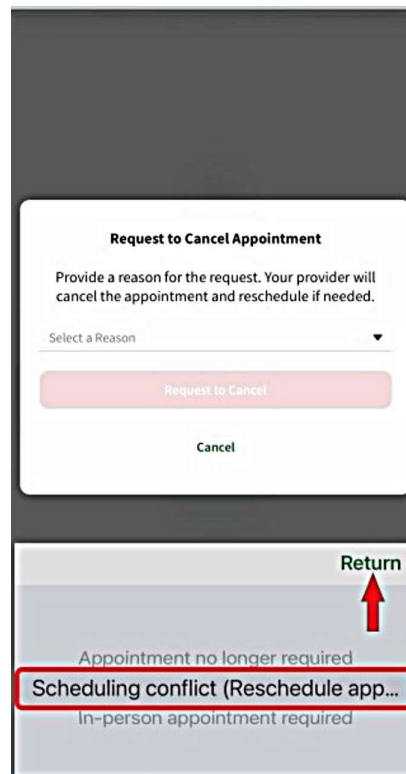 Request to Cancel Appointment
Provide a reason for the request. Your provider will
cancel the appointment and reschedule if needed.
Select a Reason
Request to Cancel
Cancel
Return
Appointment no longer required
Scheduling conflict (Reschedule app...
In-person appointment required